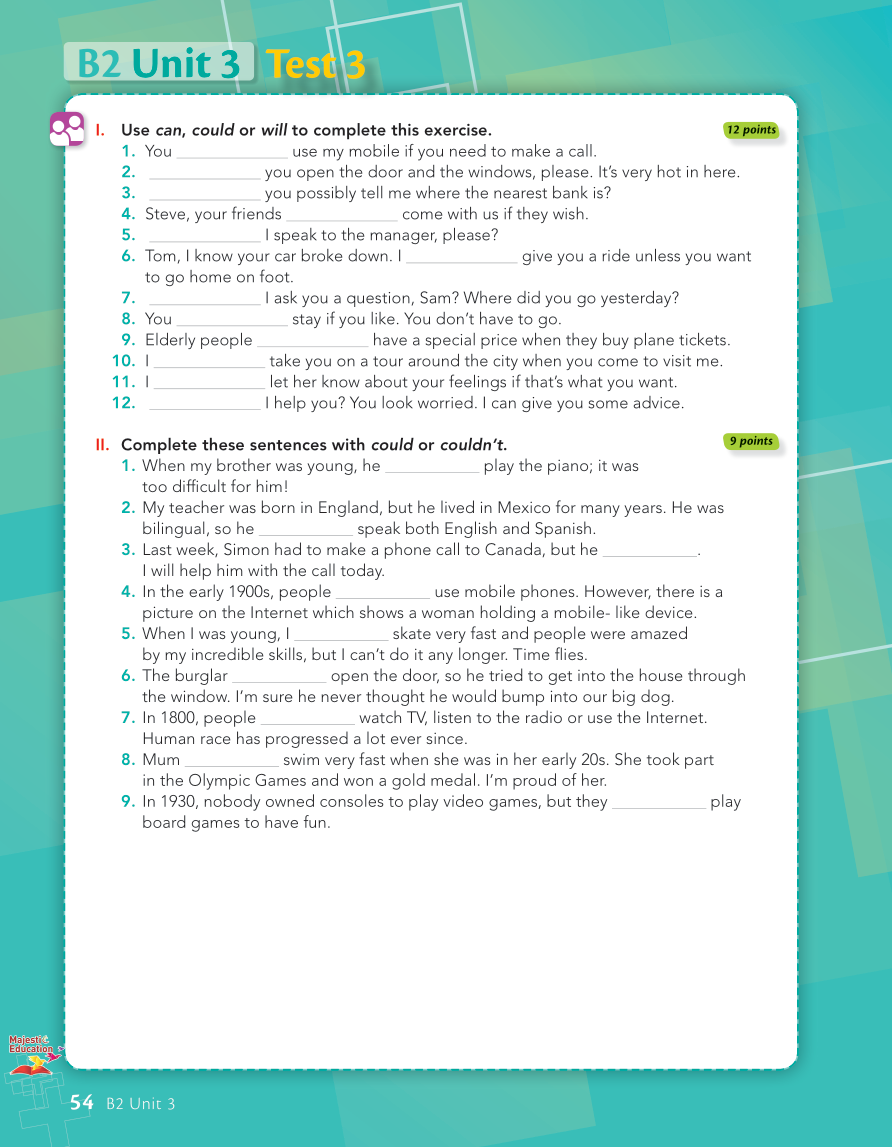 B2 Unit 3 Test 3
I. Use can, could or will to complete this exercise. 12 points
1. You ____________ use my mobile if you need to make a call.
2. ____________ you open the door and the windows, please. It’s very hot in here.
3. ____________ you possibly tell me where the nearest bank is?
4. Steve, your friends ____________ come with us if they wish.
5. ____________ I speak to the manager, please?
6. Tom, I know your car broke down. I ____________ give you a ride unless you want
to go home on foot.
7. ____________ I ask you a question, Sam? Where did you go yesterday?
8. You ____________ stay if you like. You don’t have to go.
9. Elderly people ____________ have a special price when they buy plane tickets.
10. I ____________ take you on a tour around the city when you come to visit me.
11. I ____________ let her know about your feelings if that’s what you want.
12. ____________ I help you? You look worried. I can give you some advice.
II. Complete these sentences with could or couldn’t. 9 points
1. When my brother was young, he __________ play the piano; it was
too difficult for him!
2. My teacher was born in England, but he lived in Mexico for many years. He was
bilingual, so he __________ speak both English and Spanish.
3. Last week, Simon had to make a phone call to Canada, but he __________.
I will help him with the call today.
4. In the early 1900s, people __________ use mobile phones. However, there is a
picture on the Internet which shows a woman holding a mobile- like device.
5. When I was young, I __________ skate very fast and people were amazed
by my incredible skills, but I can’t do it any longer. Time flies.
6. The burglar __________ open the door, so he tried to get into the house through
the window. I’m sure he never thought he would bump into our big dog.
7. In 1800, people __________ watch TV, listen to the radio or use the Internet.
Human race has progressed a lot ever since.
8. Mum __________ swim very fast when she was in her early 20s. She took part
in the Olympic Games and won a gold medal. I’m proud of her.
9. In 1930, nobody owned consoles to play video games, but they __________ play
board games to have fun.
Majestic
Education
54 B2 Unit 3